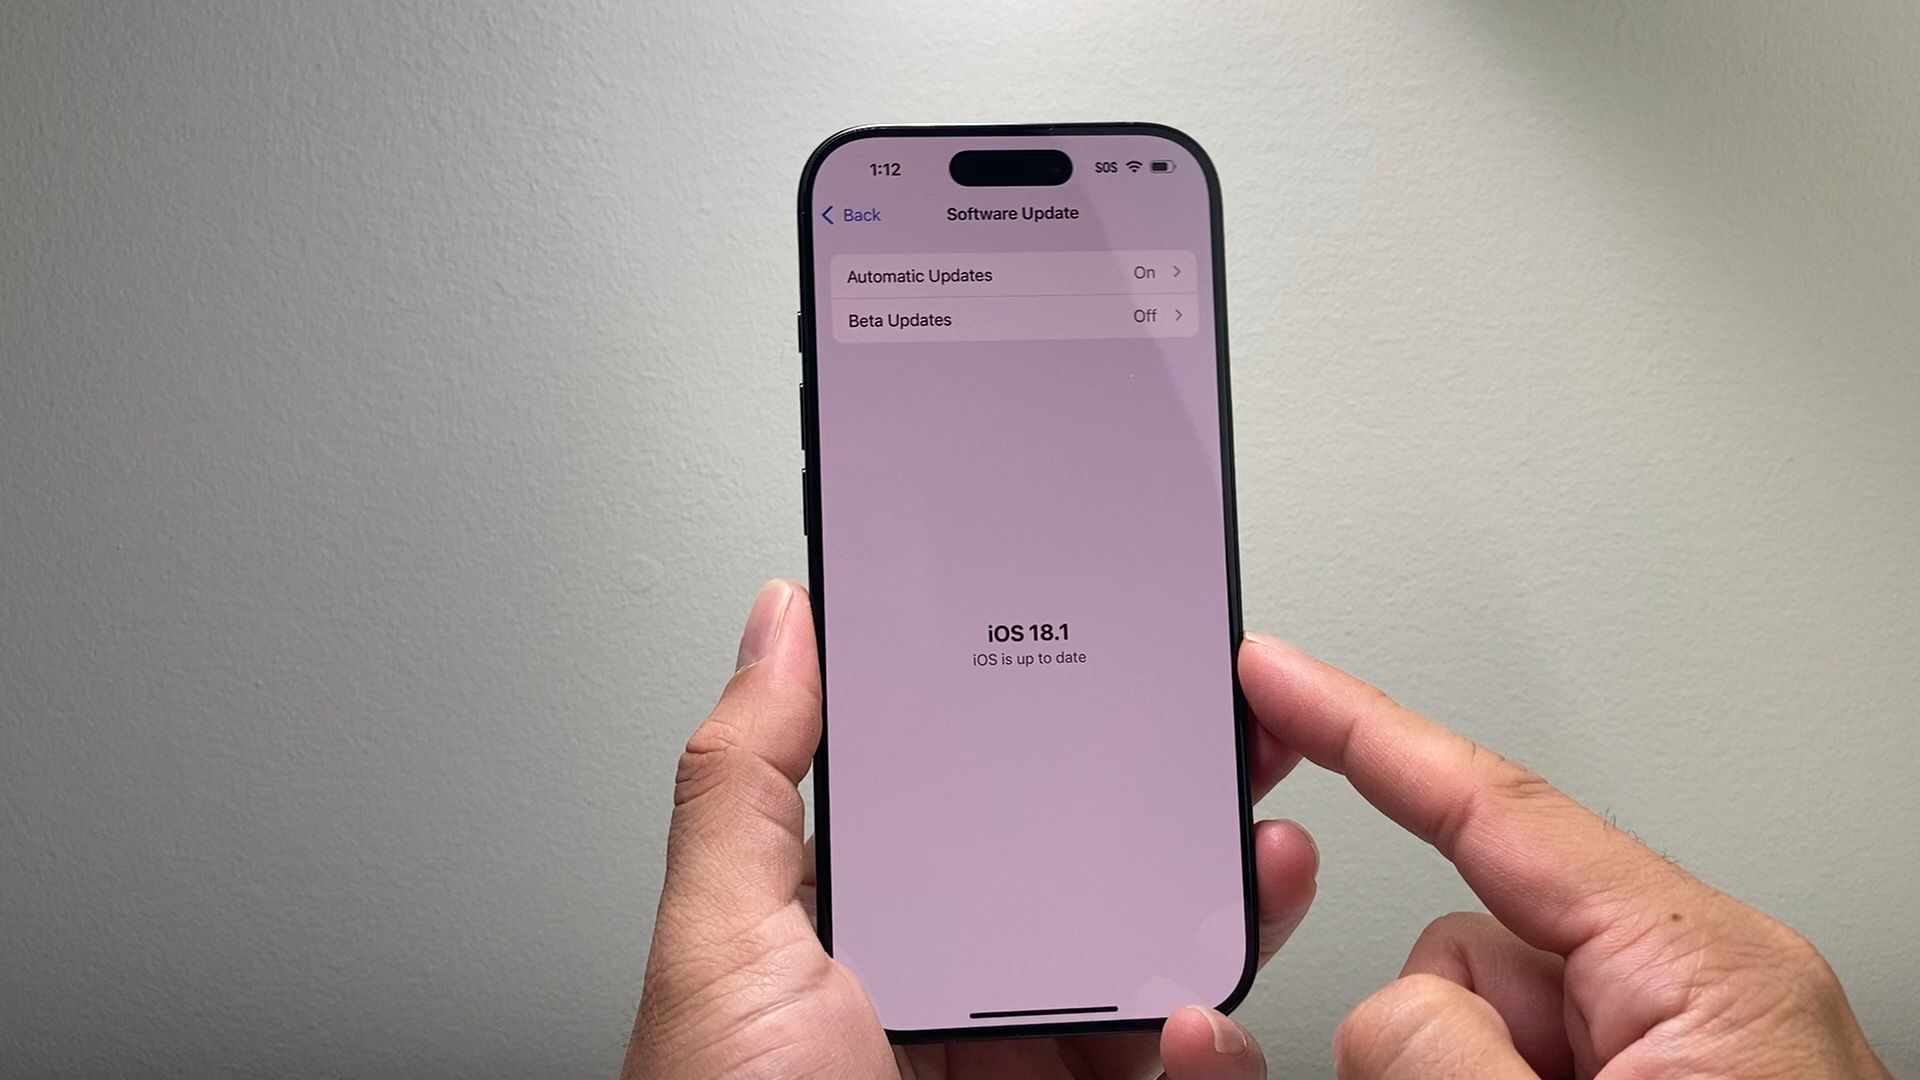 1:12
SOS
Back
Software Update
Automatic Updates On
Beta Updates Off
iOS 18.1
iOS is up to date